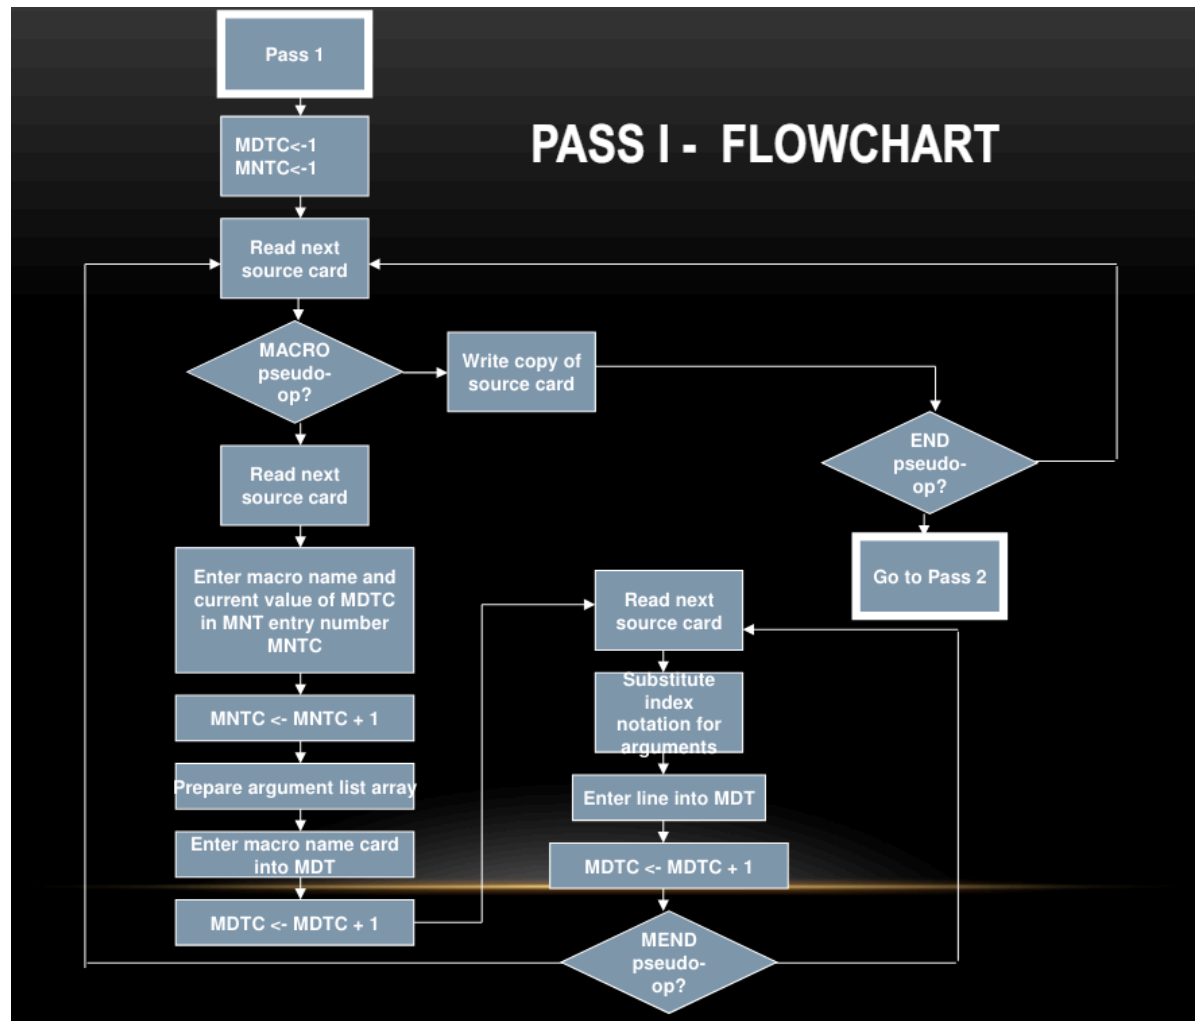 Pass 1
PASS I - FLOWCHART
MDTC<-1
MNTC<-1
Read next
source card
MACRO
pseudo-
op?
Write copy of
source card
END
pseudo-
op?
Go to Pass 2
Read next
source card
Enter macro name and
current value of MDTC
in MNT entry number
MNTC
MNTC <- MNTC + 1
Prepare argument list array
Enter macro name card
into MDT
MDTC <- MDTC + 1
Read next
source card
Substitute
index
notation for
arguments
Enter line into MDT
MDTC <- MDTC + 1
MEND
pseudo-
op?